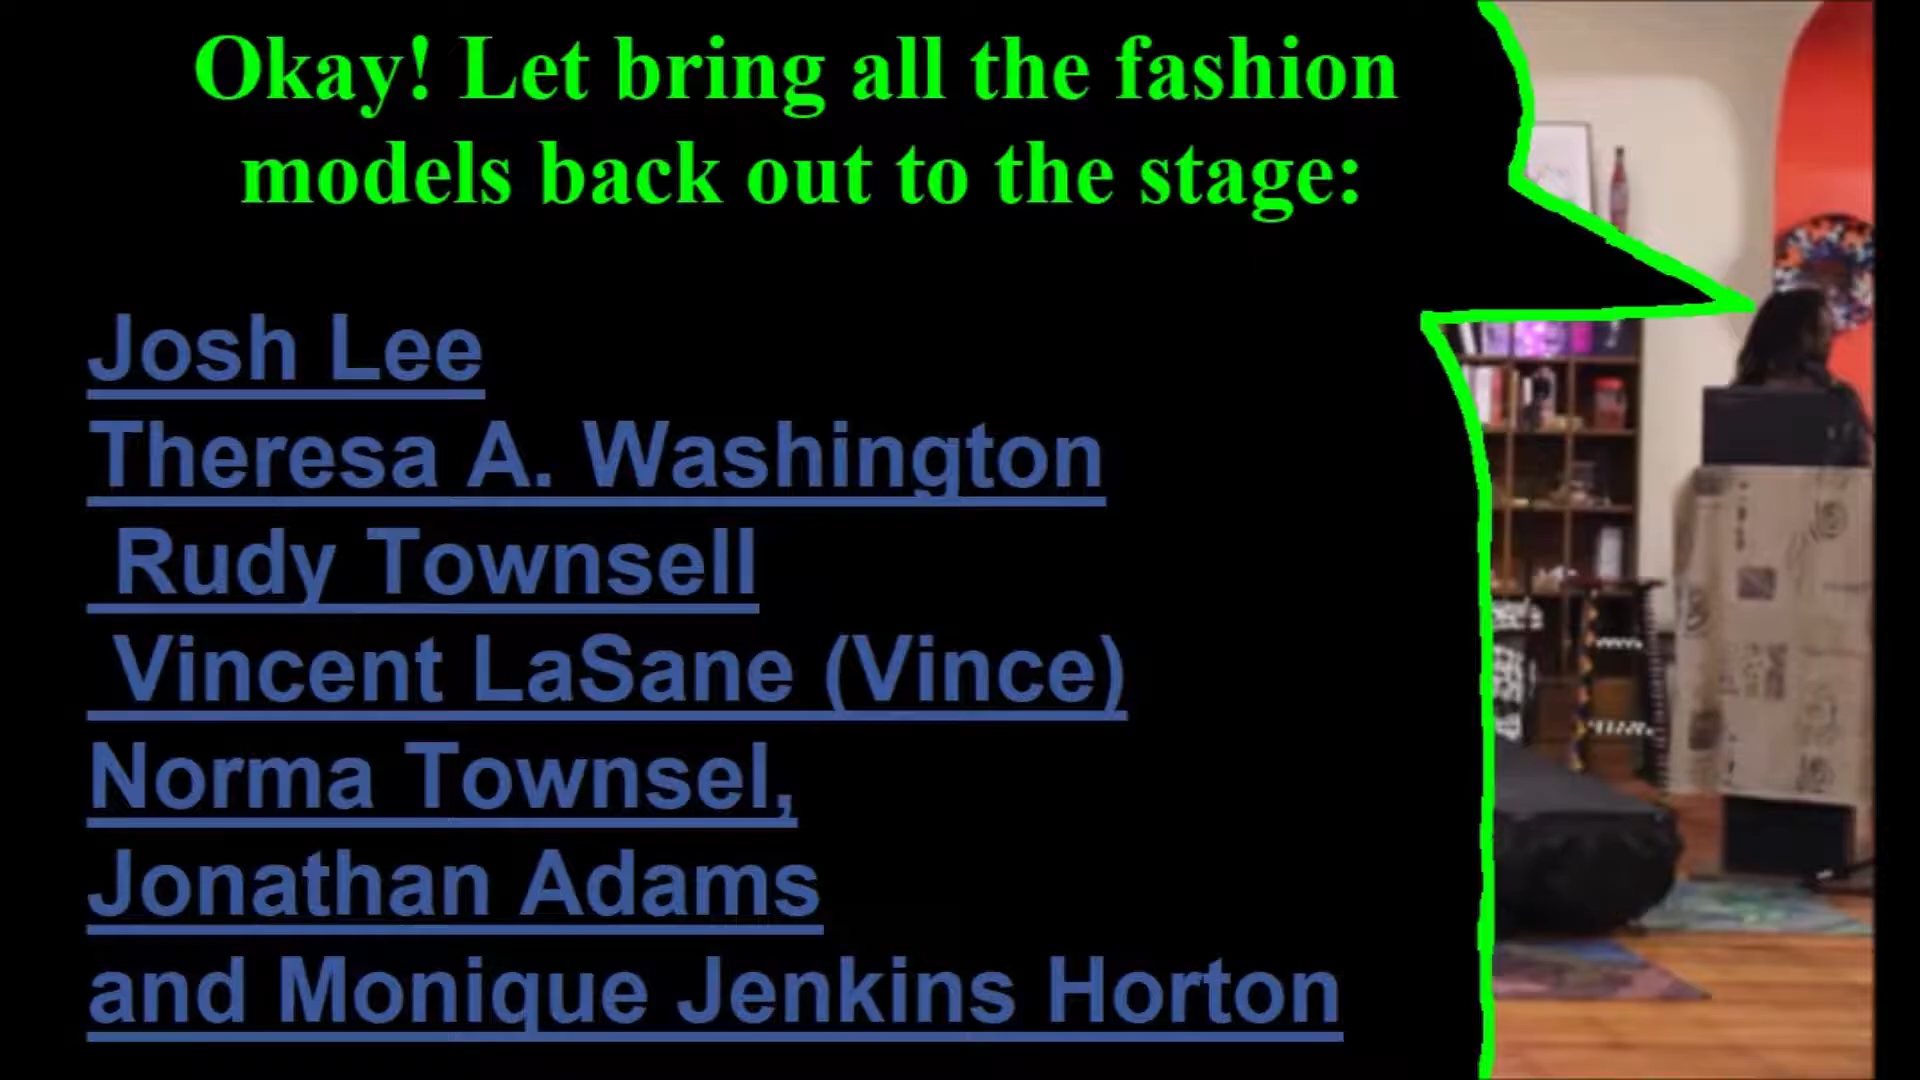 Okay! Let bring all the fashion
models back out to the stage:
Josh Lee
Theresa A. Washington
Rudy Townsell
Vincent LaSane (Vince)
Norma Townsel,
Jonathan Adams
and Monique Jenkins Horton